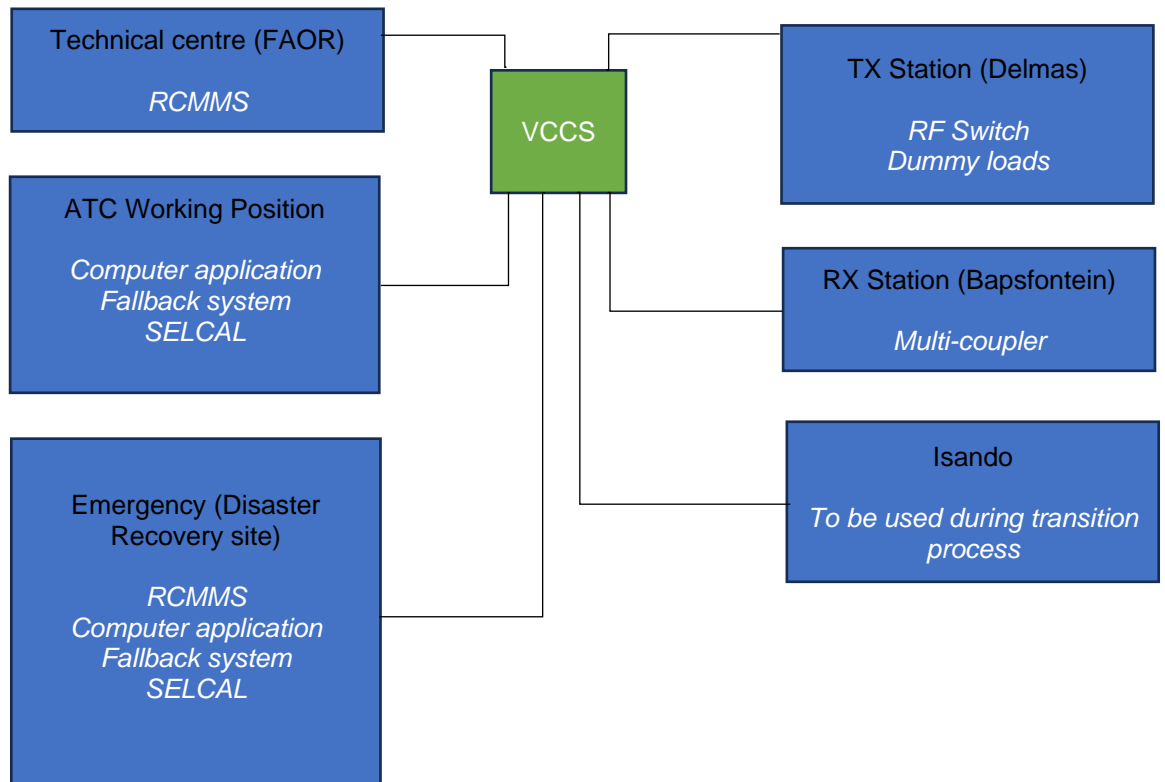 Technical centre (FAOR)
RCMMS
VCCS
TX Station (Delmas)
RF Switch
Dummy loads
ATC Working Position
Computer application
Fallback system
SELCAL
RX Station (Bapsfontein)
Multi-coupler
Emergency (Disaster
Recovery site)
RCMMS
Computer application
Fallback system
SELCAL
Isando
To be used during transition
process